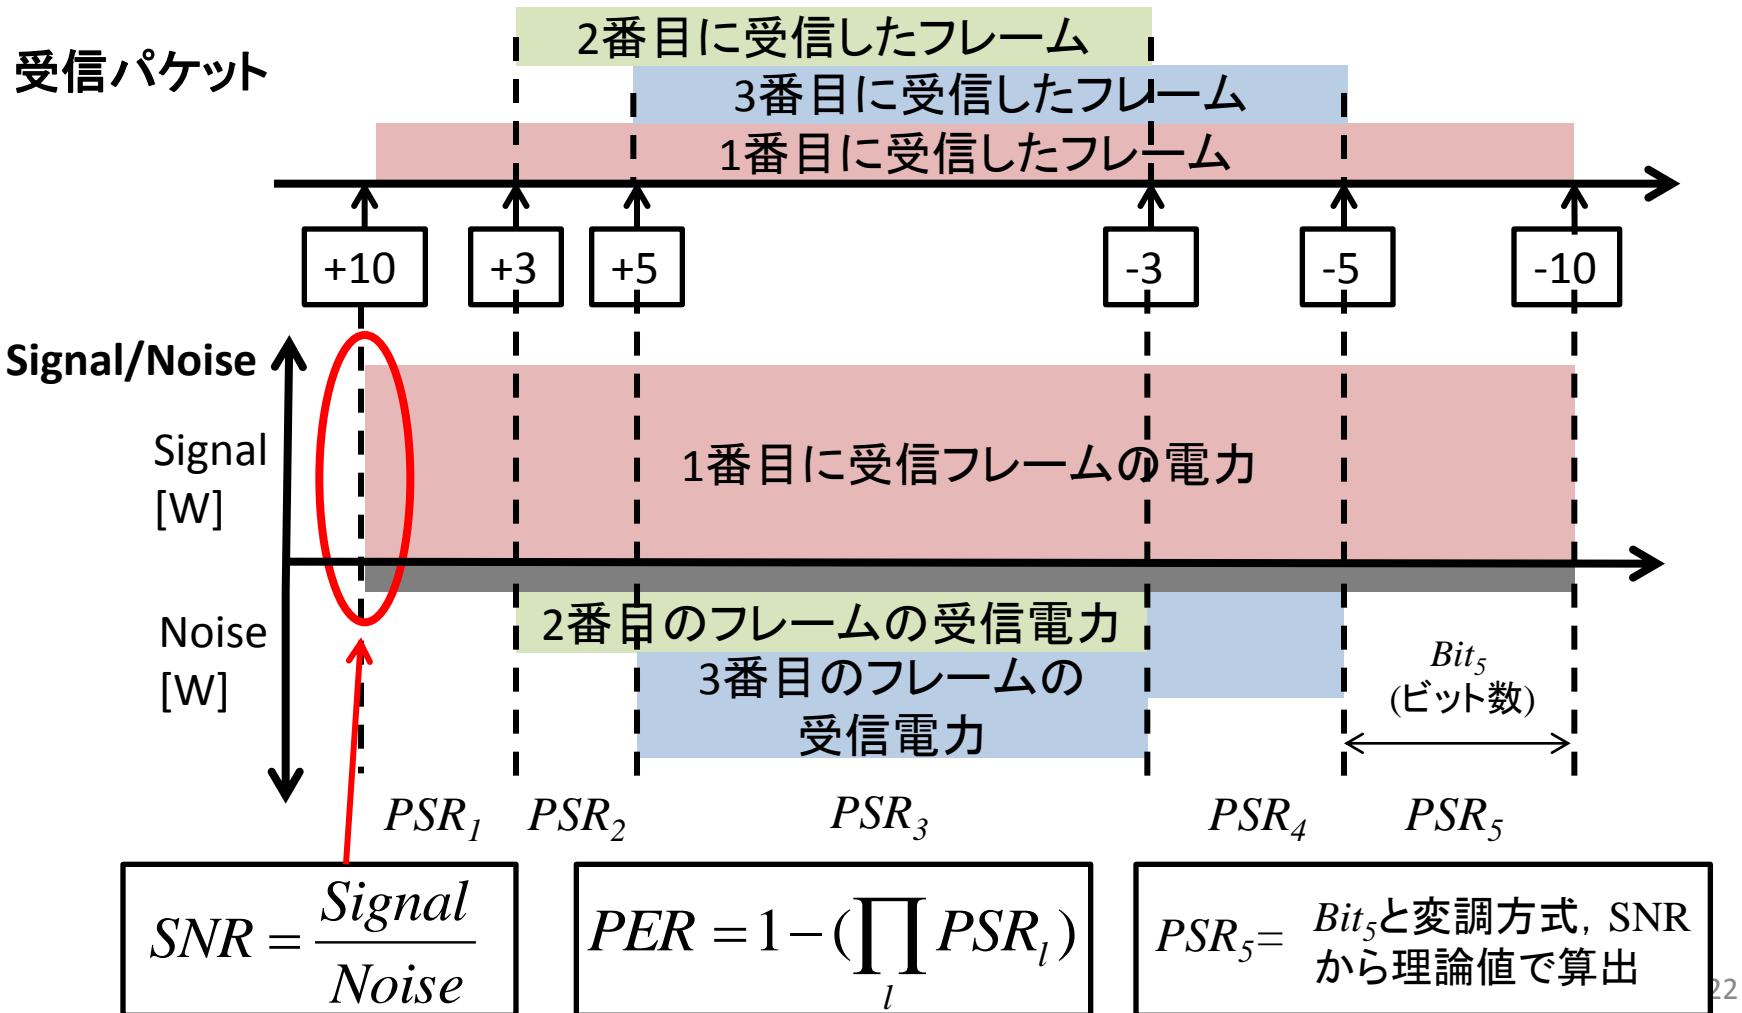 受信パケット
2番目に受信したフレーム
3番目に受信したフレーム
1番目に受信したフレーム
+10
+3
+5
-3
-5
-10
Signal/Noise
Signal
[W]
1番目に受信フレームの電力
Noise
[W]
2番目のフレームの受信電力
3番目のフレームの
受信電力
Bit5
(ビット数)
PSR1
PSR2
PSR3
PSR4
PSR5
SNR = Signal / Noise
PER = 1 − (∏l PSRl)
PSR5= Bit5と変調方式, SNR
から理論値で算出
22